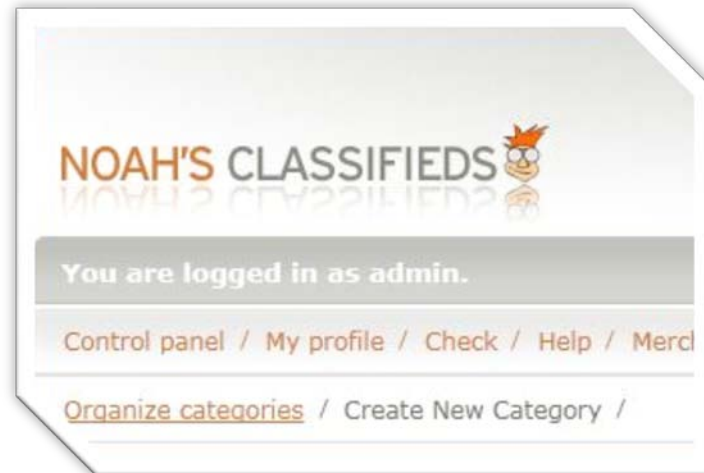 NOAH'S CLASSIFIEDS
You are logged in as admin.
Control panel / My profile / Check / Help /
Organize categories / Create New Category /